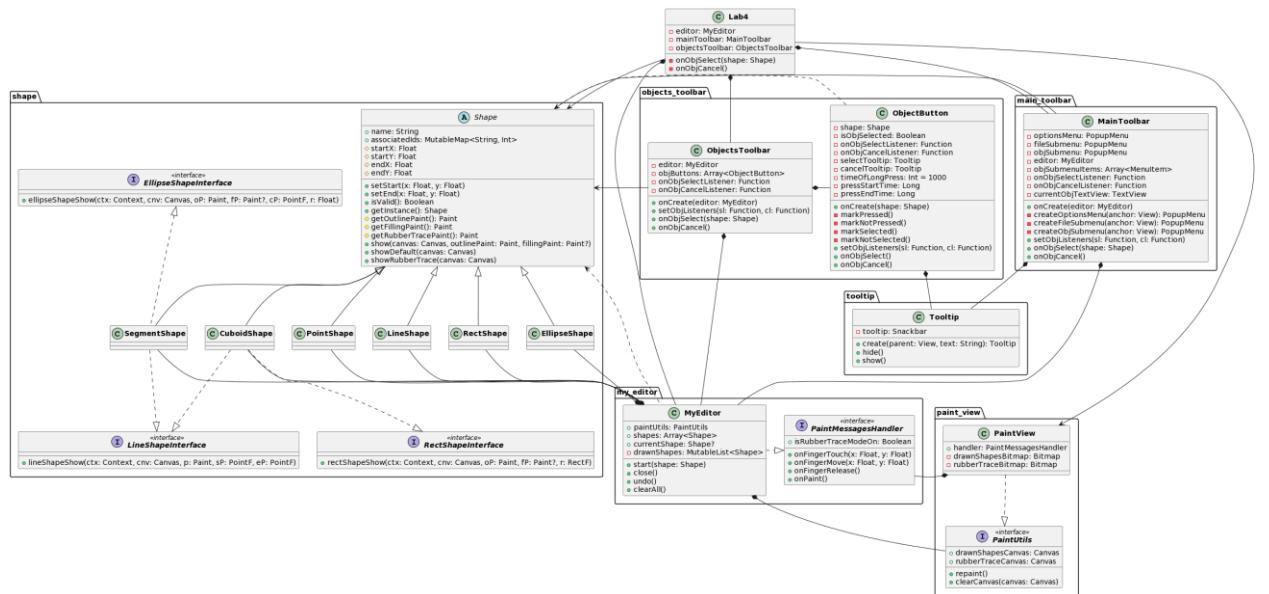 Lab4
editor: MyEditor
mainToolbar: MainToolbar
objectsToolbar: ObjectsToolbar
onObjSelect(shape: Shape)
onObjCancel()
shape
A Shape
name: String
associatedIds: MutableMap<String, Int>
startX: Float
startY: Float
endX: Float
endY: Float
setStart(x: Float, y: Float)
setEnd(x: Float, y: Float)
isValid(): Boolean
getInstance(): Shape
getOutlinePaint(): Paint
getFillingPaint(): Paint
getRubberTracePaint(): Paint
show(canvas: Canvas, outlinePaint: Paint, fillingPaint: Paint?)
showDefault(canvas: Canvas)
showRubberTrace(canvas: Canvas)
«interface»
I EllipseShapeInterface
ellipseShapeShow(ctx: Context, cnv: Canvas, oP: Paint, fP: Paint?, cP: PointF, r: Float)
C SegmentShape
C CuboidShape
C PointShape
C LineShape
C RectShape
C EllipseShape
«interface»
I LineShapeInterface
lineShapeShow(ctx: Context, cnv: Canvas, p: Paint, sP: PointF, eP: PointF)
«interface»
I RectShapeInterface
rectShapeShow(ctx: Context, cnv: Canvas, oP: Paint, fP: Paint?, r: RectF)
objects_toolbar
C ObjectsToolbar
editor: MyEditor
objButtons: Array<ObjectButton>
onObjSelectListener: Function
onObjCancelListener: Function
onCreate(editor: MyEditor)
setObjListeners(sl: Function, cl: Function)
onObjSelect(shape: Shape)
onObjCancel()
C ObjectButton
shape: Shape
isObjSelected: Boolean
onObjSelectListener: Function
onObjCancelListener: Function
selectTooltip: Tooltip
cancelTooltip: Tooltip
timeOfLongPress: Int = 1000
pressStartTime: Long
pressEndTime: Long
onCreate(shape: Shape)
markPressed()
markNotPressed()
markSelected()
markNotSelected()
setObjListeners(sl: Function, cl: Function)
onObjSelect()
onObjCancel()
main_toolbar
C MainToolbar
optionsMenu: PopupMenu
fileSubmenu: PopupMenu
objSubmenu: PopupMenu
editor: MyEditor
objSubmenuItems: Array<MenuItem>
onObjSelectListener: Function
onObjCancelListener: Function
currentObjTextView: TextView
onCreate(editor: MyEditor)
createOptionsMenu(anchor: View): PopupMenu
createFileSubmenu(anchor: View): PopupMenu
createObjSubmenu(anchor: View): PopupMenu
setObjListeners(sl: Function, cl: Function)
onObjSelect(shape: Shape)
onObjCancel()
tooltip
C Tooltip
tooltip: Snackbar
create(parent: View, text: String): Tooltip
hide()
show()
my_editor
C MyEditor
paintUtils: PaintUtils
shapes: Array<Shape>
currentShape: Shape?
drawnShapes: MutableList<Shape>
start(shape: Shape)
close()
undo()
clearAll()
«interface»
I PaintMessagesHandler
isRubberTraceModeOn: Boolean
onFingerTouch(x: Float, y: Float)
onFingerMove(x: Float, y: Float)
onFingerRelease()
onPaint()
paint_view
C PaintView
handler: PaintMessagesHandler
drawnShapesBitmap: Bitmap
rubberTraceBitmap: Bitmap
«interface»
I PaintUtils
drawnShapesCanvas: Canvas
rubberTraceCanvas: Canvas
repaint()
clearCanvas(canvas: Canvas)